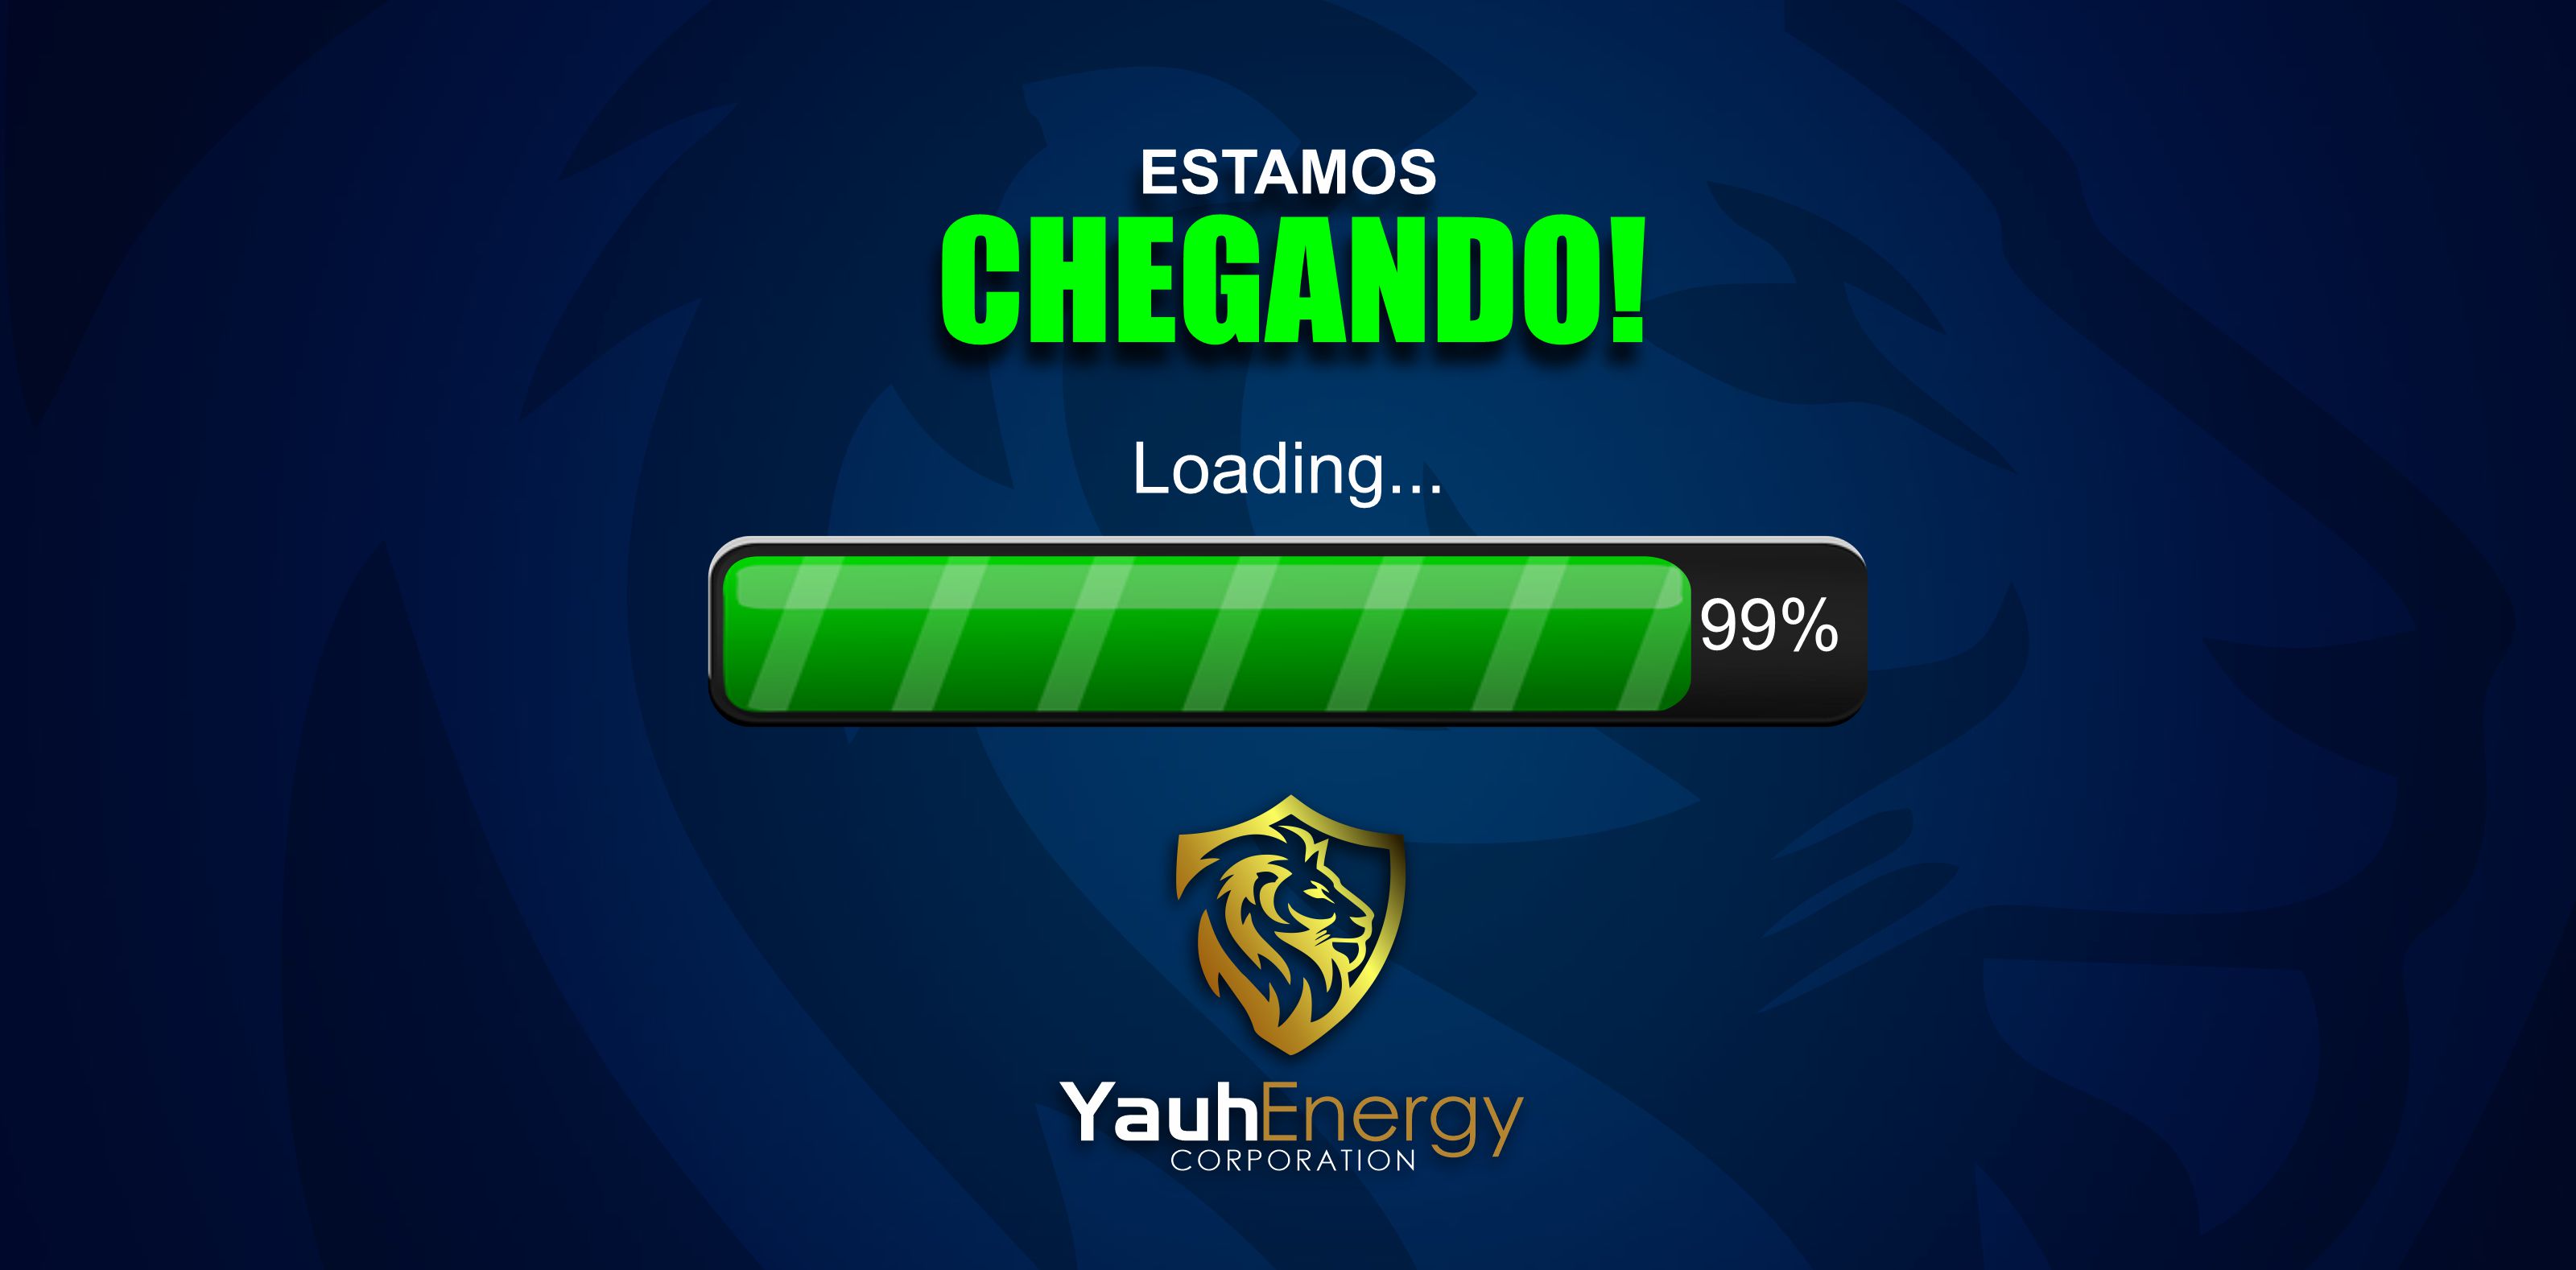 ESTAMOS
CHEGANDO!
Loading...
99%
YauhEnergy
CORPORATION